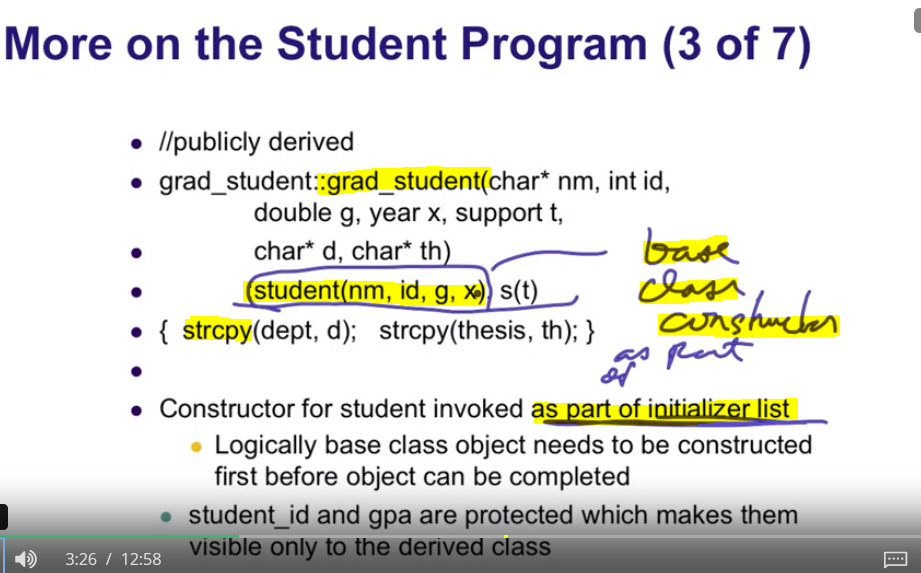 More on the Student Program (3 of 7)
//publicly derived
grad_student::grad_student(char* nm, int id,
double g, year x, support t,
char* d, char* th)
base
(student(nm, id, g, x), s(t)
class
constructor
{ strcpy(dept, d); strcpy(thesis, th); }
as part
of
Constructor for student invoked as part of initializer list
Logically base class object needs to be constructed
first before object can be completed
student_id and gpa are protected which makes them
visible only to the derived class
3:26 / 12:58